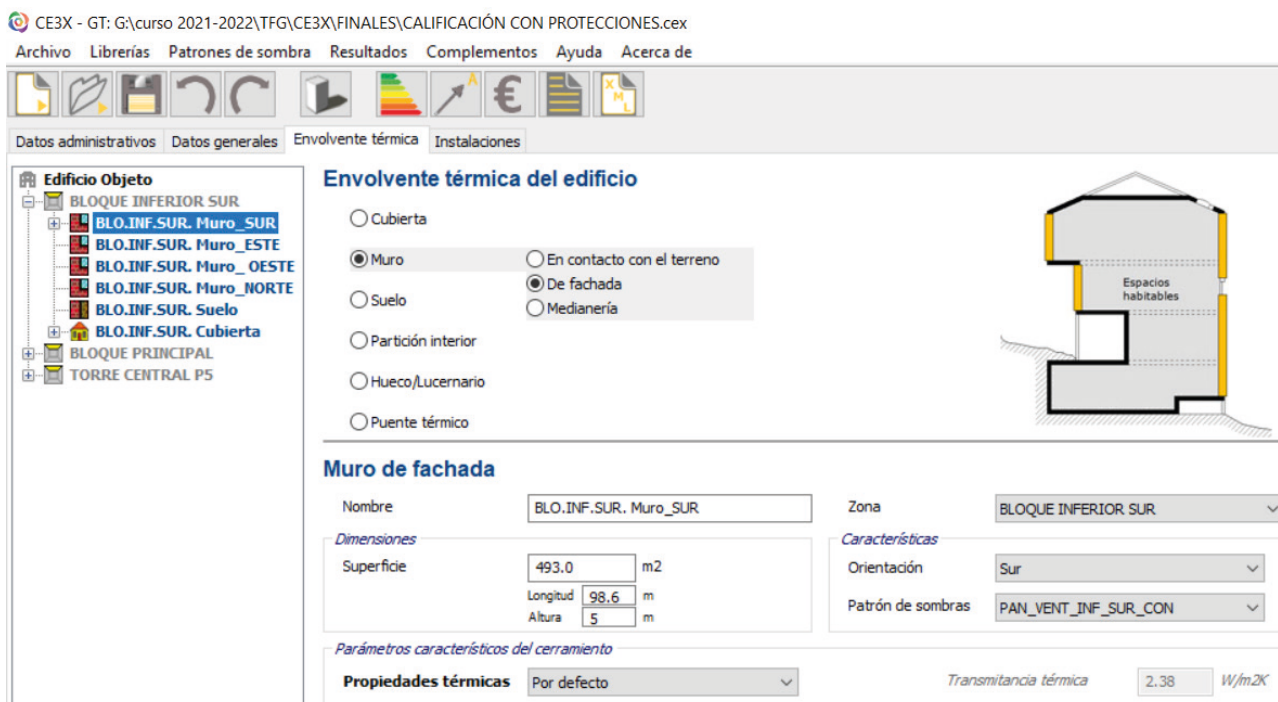 CE3X - GT: G:\curso 2021-2022\TFG\CE3X\FINALES\CALIFICACIÓN CON PROTECCIONES.cex
Archivo Librerías Patrones de sombra Resultados Complementos Ayuda Acerca de
A € X M L
Datos administrativos Datos generales Envolvente térmica Instalaciones
Edificio Objeto
BLOQUE INFERIOR SUR
BLO.INF.SUR. Muro_SUR
BLO.INF.SUR. Muro_ESTE
BLO.INF.SUR. Muro_ OESTE
BLO.INF.SUR. Muro_NORTE
BLO.INF.SUR. Suelo
BLO.INF.SUR. Cubierta
BLOQUE PRINCIPAL
TORRE CENTRAL P5
Envolvente térmica del edificio
Cubierta
Muro
En contacto con el terreno
De fachada
Medianería
Suelo
Partición interior
Hueco/Lucernario
Puente térmico
Espacios
habitables
Muro de fachada
Nombre BLO.INF.SUR. Muro_SUR
Zona BLOQUE INFERIOR SUR
Dimensiones
Superficie 493.0 m2
Longitud 98.6 m
Altura 5 m
Características
Orientación Sur
Patrón de sombras PAN_VENT_INF_SUR_CON
Parámetros característicos del cerramiento
Propiedades térmicas Por defecto
Transmitancia térmica 2.38 W/m2K